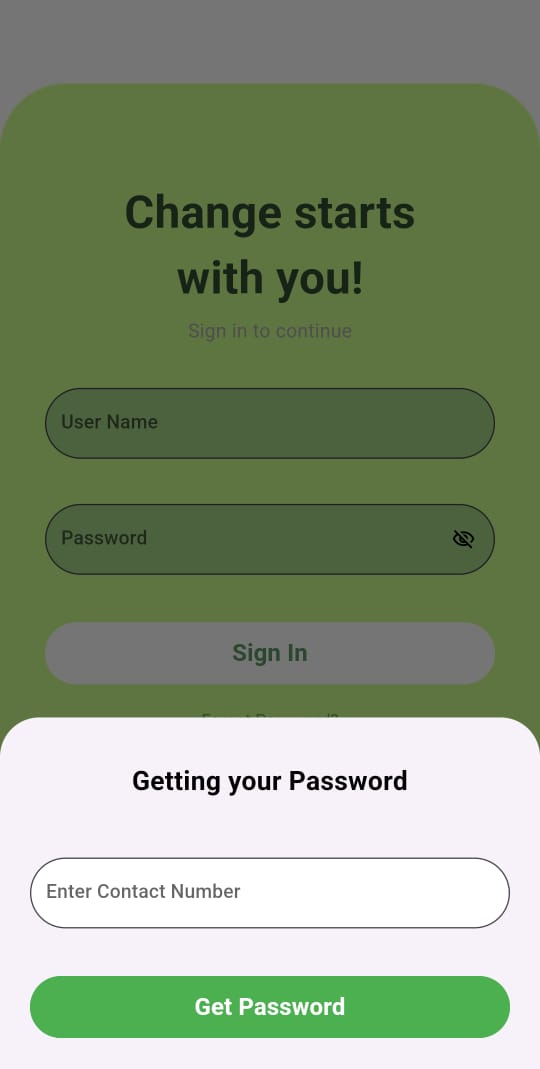 Change starts
with you!
Sign in to continue
User Name
Password
Sign In
Getting your Password
Enter Contact Number
Get Password